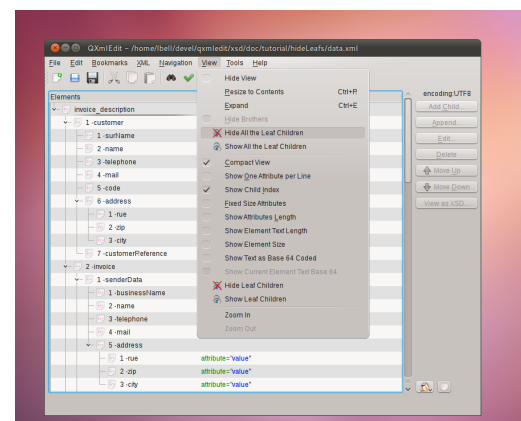 QXmlEdit - /home/lbell/devel/qxmledit/xsd/doc/tutorial/hideLeafs/data.xml
File Edit Bookmarks XML Navigation View Tools Help
Elements
invoice_description
1 -customer
1 -surName
2 -name
3 -telephone
4 -mail
5 -code
6 -address
1 -rue
2 -zip
3 -city
7 -customerReference
2 -invoice
1 -senderData
1 -businessName
2 -name
3 -telephone
4 -mail
5 -address
1 -rue attribute="value"
2 -zip attribute="value"
3 -city attribute="value"
Hide View
Resize to Contents Ctrl+R
Expand Ctrl+E
Hide Brothers
Hide All the Leaf Children
Show All the Leaf Children
Compact View
Show One Attribute per Line
Show Child Index
Fixed Size Attributes
Show Attributes Length
Show Element Text Length
Show Element Size
Show Text as Base 64 Coded
Show Current Element Text Base 64
Hide Leaf Children
Show Leaf Children
Zoom In
Zoom Out
encoding:UTF8
Add Child...
Append...
Edit...
Delete
Move Up
Move Down
View as XSD...